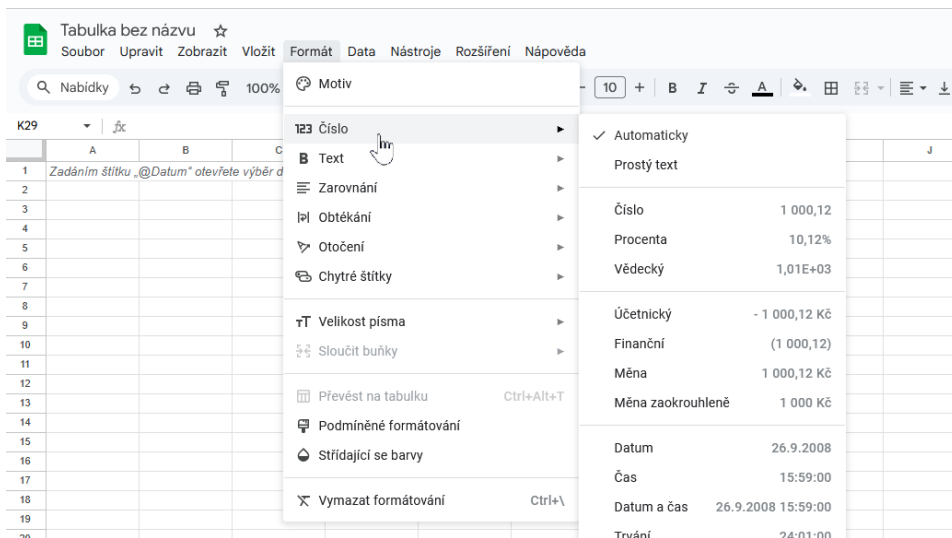 Tabulka bez názvu
Soubor Upravit Zobrazit Vložit Formát Data Nástroje Rozšíření Nápověda
Nabídky 100% 10 + B I A
K29 fx
A B C J
1 Zadáním štítku „@Datum" otevřete výběr d
2
3
4
5
6
7
8
9
10
11
12
13
14
15
16
17
18
19
20
Motiv
123 Číslo
B Text
Zarovnání
Obtékání
Otočení
Chytré štítky
Velikost písma
Sloučit buňky
Převést na tabulku Ctrl+Alt+T
Podmíněné formátování
Střídající se barvy
Vymazat formátování Ctrl+\
Automaticky
Prostý text
Číslo 1 000,12
Procenta 10,12%
Vědecký 1,01E+03
Účetnický - 1 000,12 Kč
Finanční (1 000,12)
Měna 1 000,12 Kč
Měna zaokrouhleně 1 000 Kč
Datum 26.9.2008
Čas 15:59:00
Datum a čas 26.9.2008 15:59:00
Trvání 24:01:00